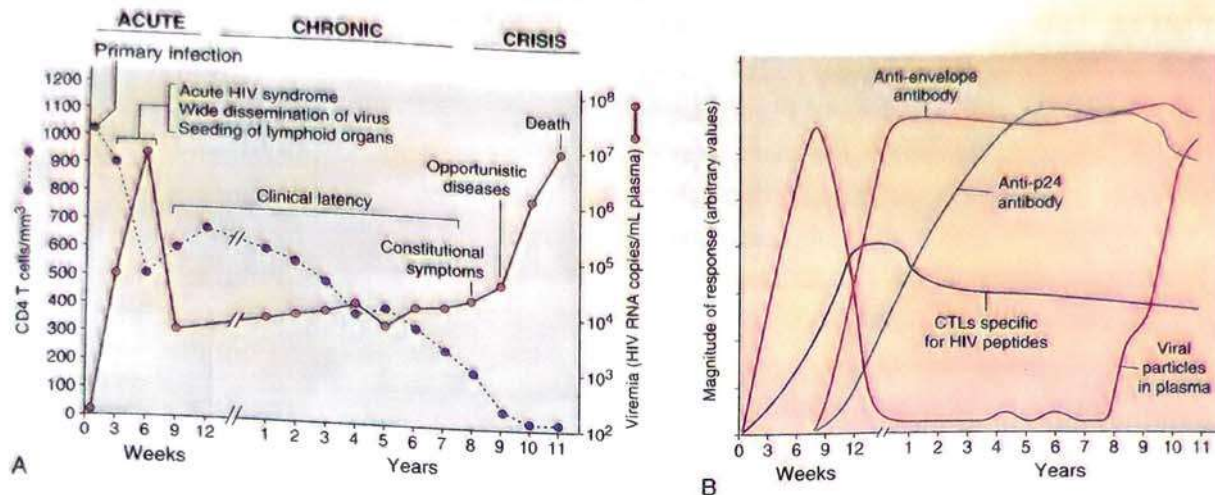 ACUTE CHRONIC CRISIS
Primary infection
Acute HIV syndrome
Wide dissemination of virus
Seeding of lymphoid organs
Clinical latency
Constitutional
symptoms
Opportunistic
diseases
Death
CD4 T cells/mm³
1200
1100
1000
900
800
700
600
500
400
300
200
100
0
Viremia (HIV RNA copies/mL plasma)
10⁸
10⁷
10⁶
10⁵
10⁴
10³
10²
0 3 6 9 12 1 2 3 4 5 6 7 8 9 10 11
Weeks Years
A
Magnitude of response (arbitrary values)
Anti-envelope
antibody
Anti-p24
antibody
CTLs specific
for HIV peptides
Viral
particles
in plasma
0 3 6 9 12 1 2 3 4 5 6 7 8 9 10 11
Weeks Years
B